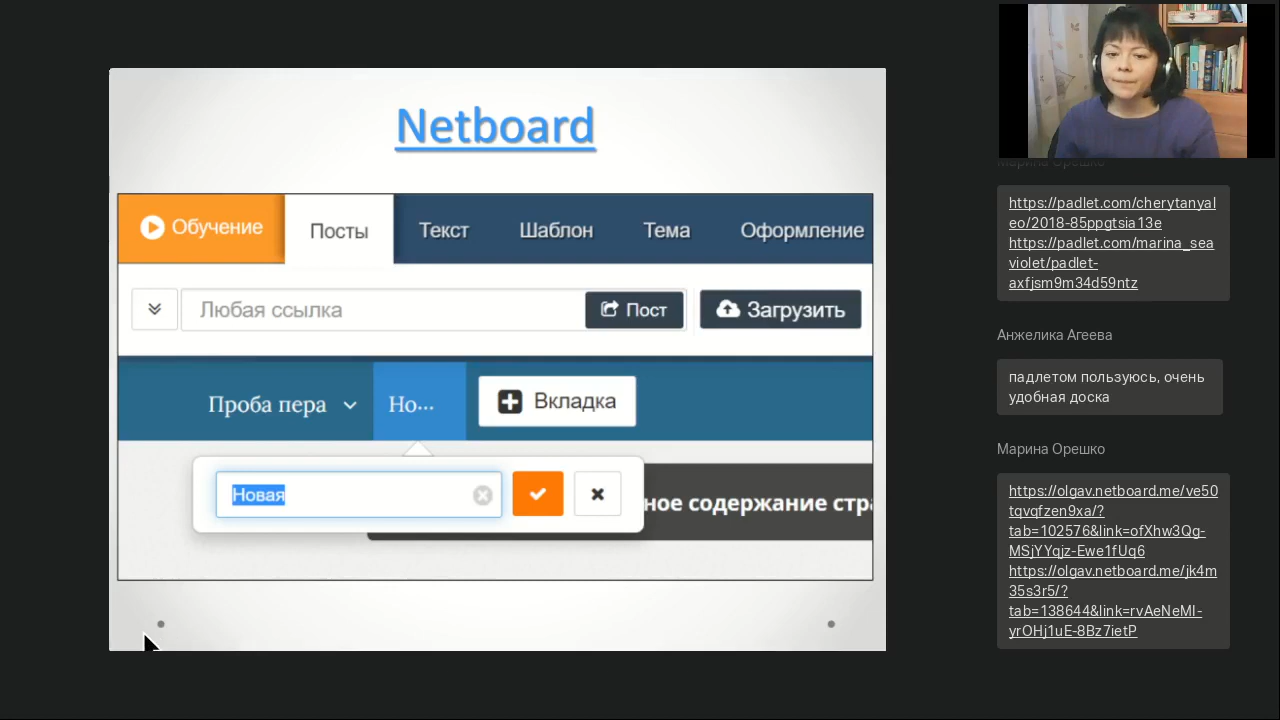 Netboard
Обучение
Посты
Текст
Шаблон
Тема
Оформление
Любая ссылка
Пост
Загрузить
Проба пера
Но...
Вкладка
Новая
ное содержание стра
Марина Орешко
https://padlet.com/cherytanyal
eo/2018-85ppqtsia13e
https://padlet.com/marina_sea
violet/padlet-
axfjsm9m34d59ntz
Анжелика Агеева
падлетом пользуюсь, очень
удобная доска
Марина Орешко
https://olgav.netboard.me/ve50
tqvqfzen9xa/?
tab=102576&link=ofXhw3Qg-
MSjYYqjz-Ewe1fUq6
https://olgav.netboard.me/jk4m
35s3r5/?
tab=138644&link=rvAeNeMI-
yrOHj1uE-8Bz7ietP